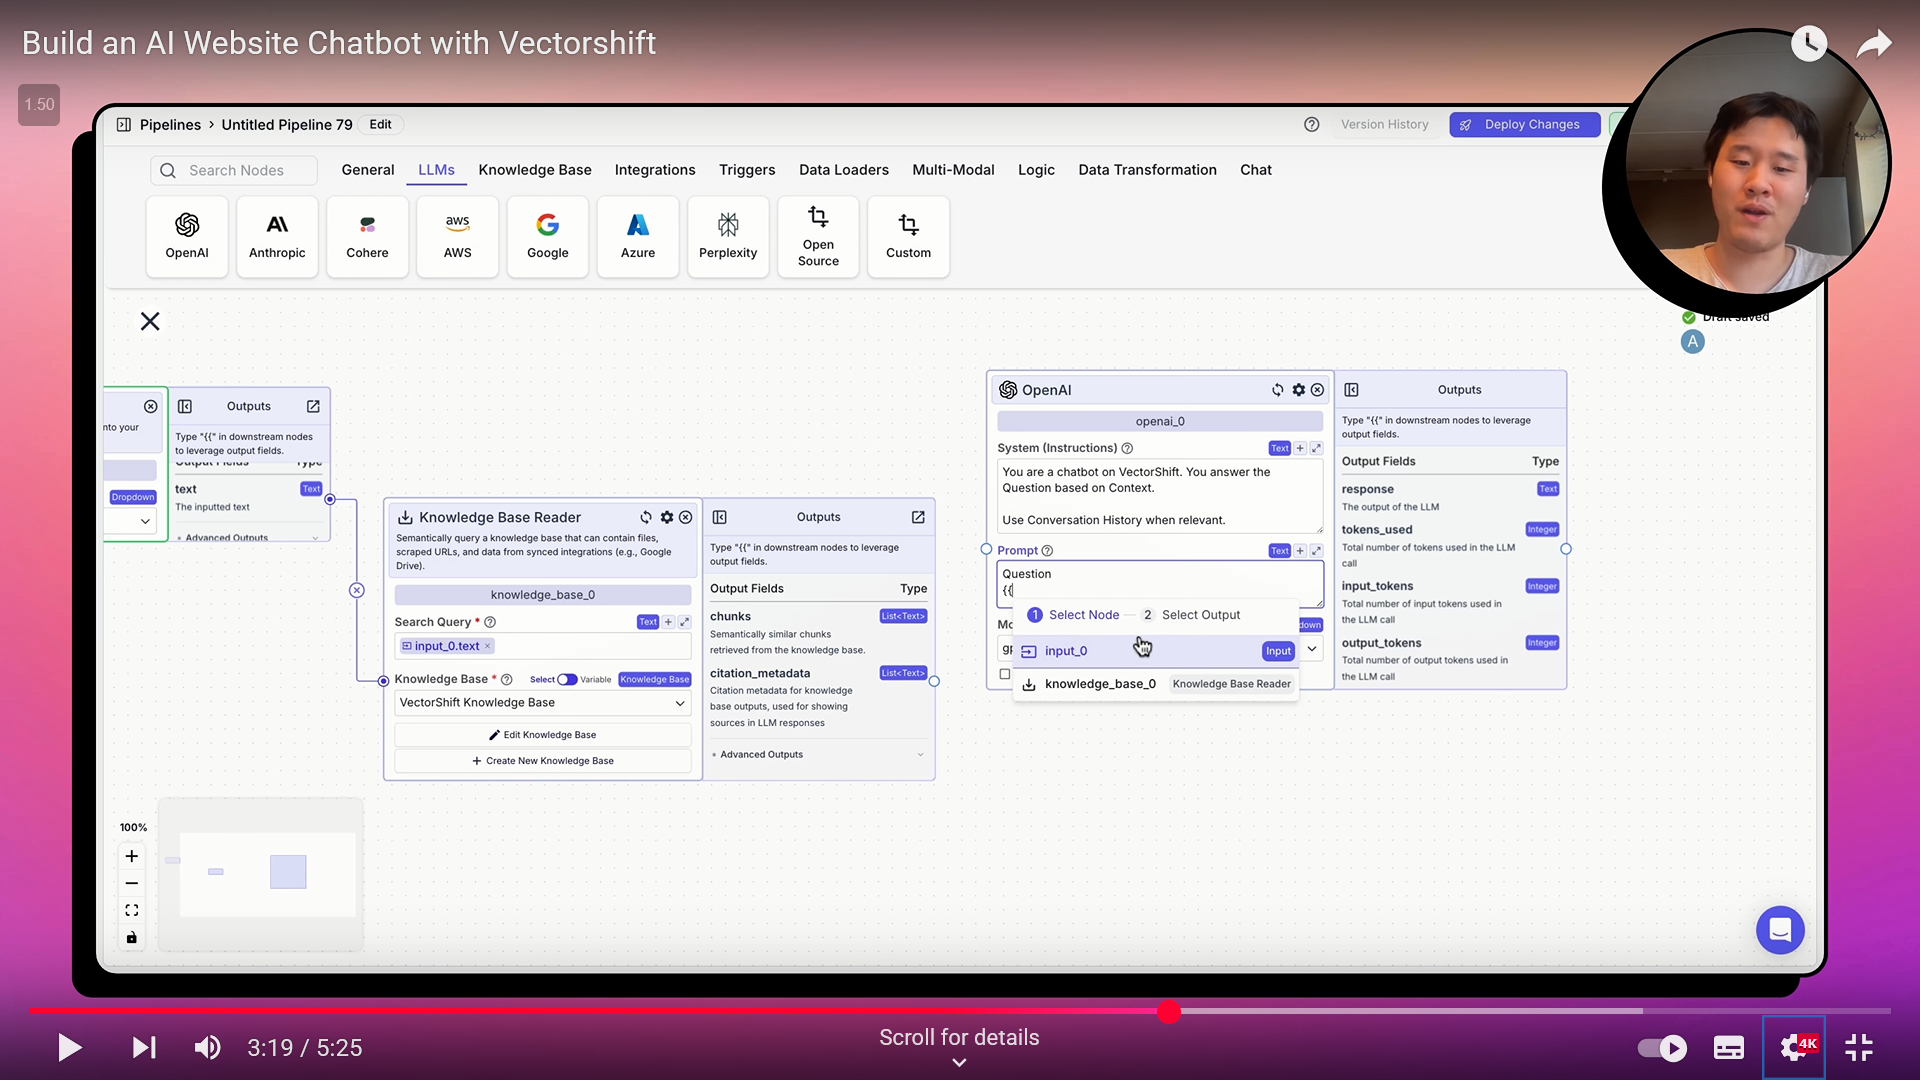 Build an AI Website Chatbot with Vectorshift
1.50
Pipelines > Untitled Pipeline 79 Edit
Version History
Deploy Changes
Search Nodes
General
LLMs
Knowledge Base
Integrations
Triggers
Data Loaders
Multi-Modal
Logic
Data Transformation
Chat
OpenAI
Anthropic
Cohere
aws
AWS
Google
Azure
Perplexity
Open
Source
Custom
Draft saved
A
nto your
Dropdown
Outputs
Type "{{" in downstream nodes
to leverage output fields.
Output Fields Type
text Text
The inputted text
Advanced Outputs
Knowledge Base Reader
Semantically query a knowledge base that can contain files,
scraped URLs, and data from synced integrations (e.g., Google
Drive).
knowledge_base_0
Search Query * Text
input_0.text ×
Knowledge Base * Select Variable Knowledge Base
VectorShift Knowledge Base
Edit Knowledge Base
+ Create New Knowledge Base
Outputs
Type "{{" in downstream nodes to leverage
output fields.
Output Fields Type
chunks List<Text>
Semantically similar chunks
retrieved from the knowledge base.
citation_metadata List<Text>
Citation metadata for knowledge
base outputs, used for showing
sources in LLM responses
Advanced Outputs
OpenAI
openai_0
System (Instructions) Text
You are a chatbot on VectorShift. You answer the
Question based on Context.
Use Conversation History when relevant.
Prompt Text
Question
{{
1 Select Node — 2 Select Output
input_0 Input
knowledge_base_0 Knowledge Base Reader
Mo
down
Outputs
Type "{{" in downstream nodes to leverage
output fields.
Output Fields Type
response Text
The output of the LLM
tokens_used Integer
Total number of tokens used in the LLM
call
input_tokens Integer
Total number of input tokens used in
the LLM call
output_tokens Integer
Total number of output tokens used in
the LLM call
100%
3:19 / 5:25
Scroll for details
4K